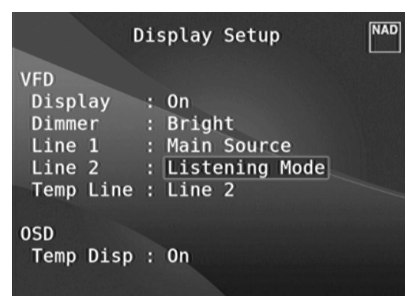 Display Setup
NAD
VFD
Display : On
Dimmer : Bright
Line 1 : Main Source
Line 2 : Listening Mode
Temp Line : Line 2
OSD
Temp Disp : On